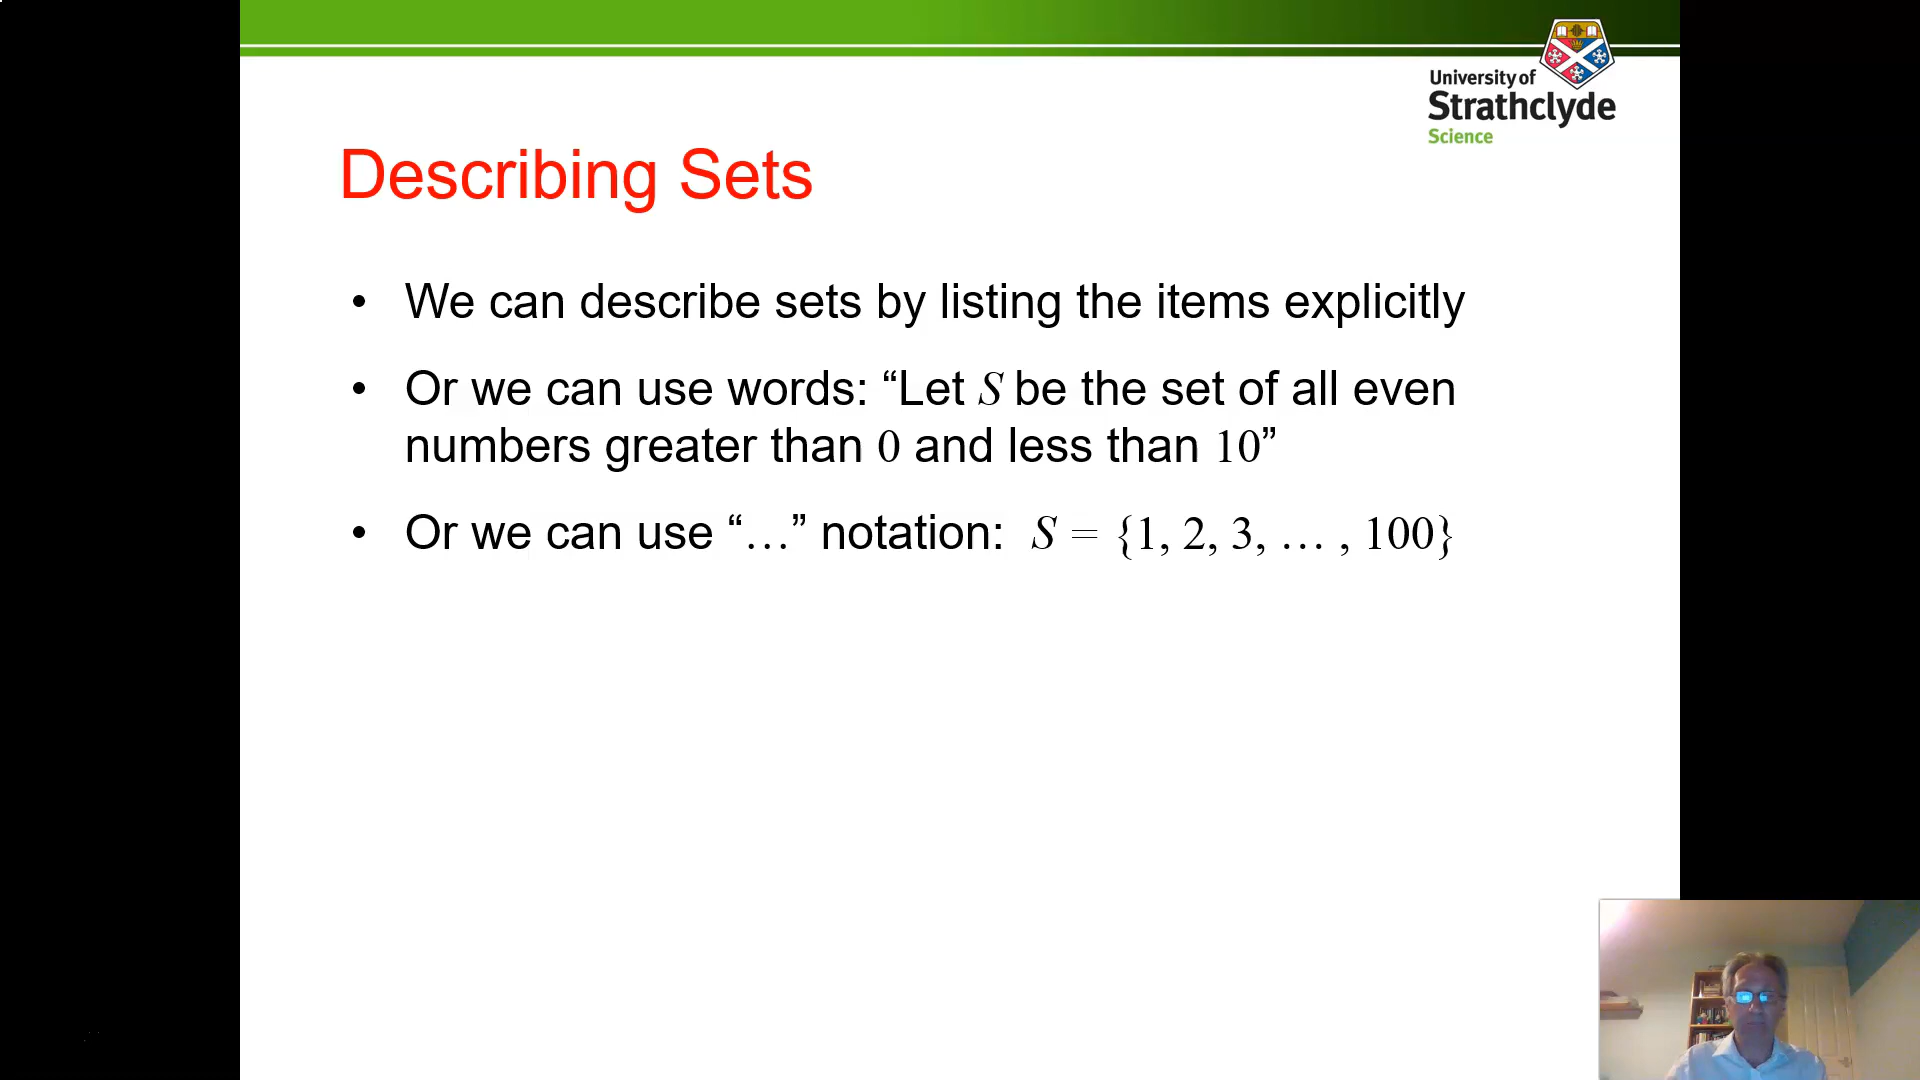 University of
Strathclyde
Science
Describing Sets
• We can describe sets by listing the items explicitly
• Or we can use words: “Let S be the set of all even
numbers greater than 0 and less than 10”
• Or we can use “…” notation: S = {1, 2, 3, … , 100}